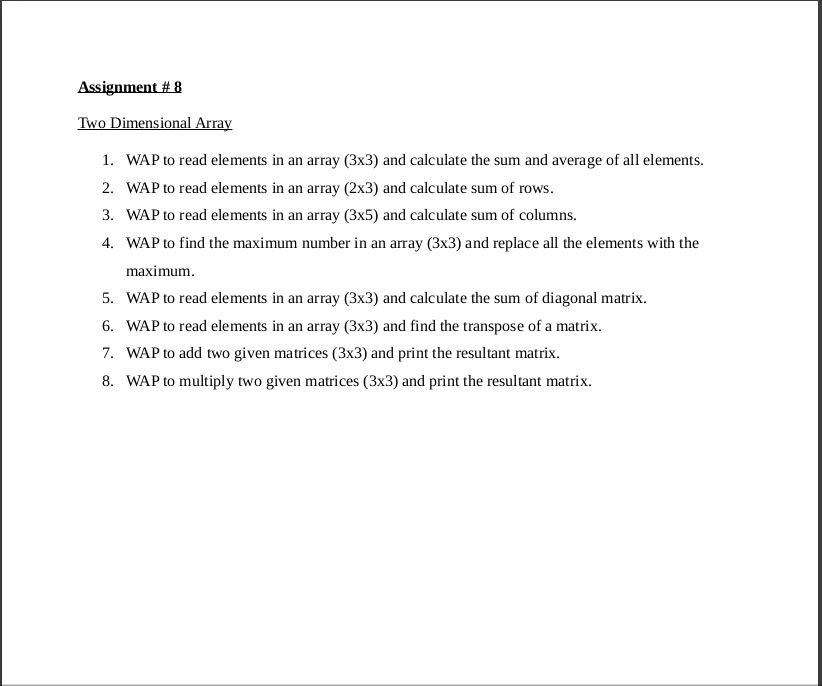 Assignment # 8
Two Dimensional Array
1. WAP to read elements in an array (3x3) and calculate the sum and average of all elements.
2. WAP to read elements in an array (2x3) and calculate sum of rows.
3. WAP to read elements in an array (3x5) and calculate sum of columns.
4. WAP to find the maximum number in an array (3x3) and replace all the elements with the
maximum.
5. WAP to read elements in an array (3x3) and calculate the sum of diagonal matrix.
6. WAP to read elements in an array (3x3) and find the transpose of a matrix.
7. WAP to add two given matrices (3x3) and print the resultant matrix.
8. WAP to multiply two given matrices (3x3) and print the resultant matrix.